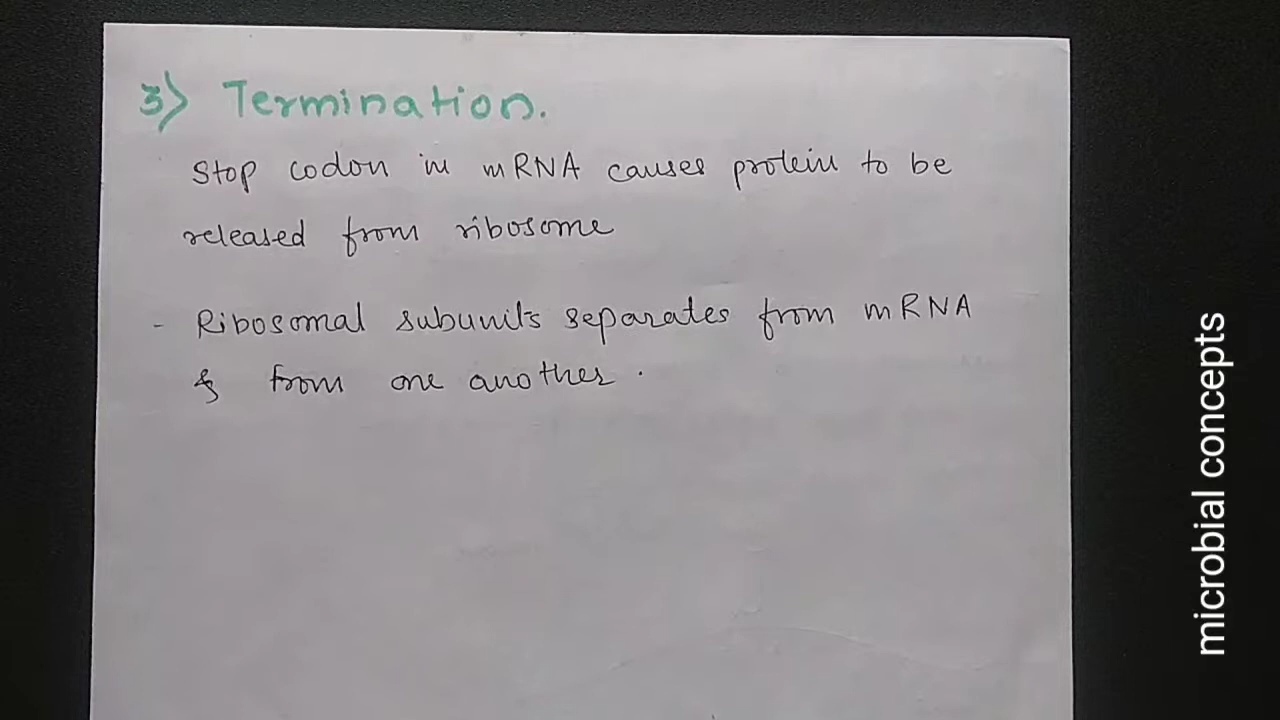 3) Termination.
Stop codon in mRNA causes protein to be
released from ribosome
- Ribosomal subunits separates from mRNA
& from one another.
microbial concepts